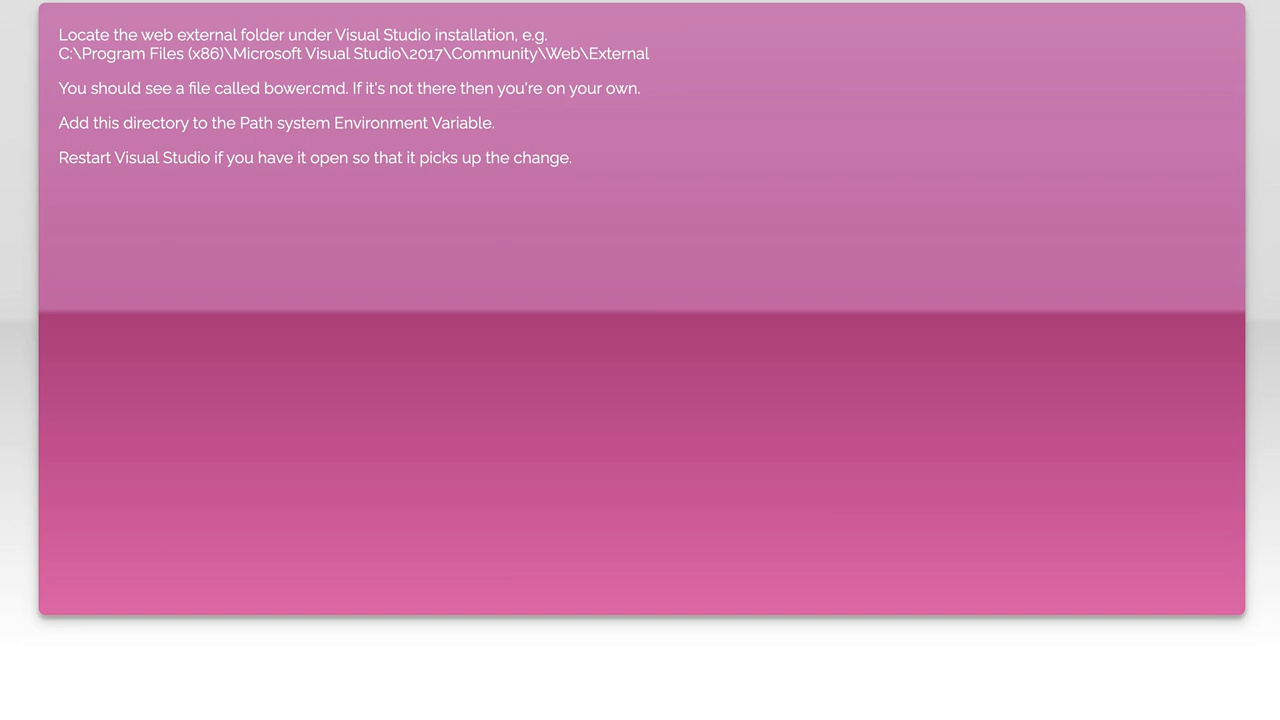 Locate the web external folder under Visual Studio installation, e.g.
C:\Program Files (x86)\Microsoft Visual Studio\2017\Community\Web\External
You should see a file called bower.cmd. If it's not there then you're on your own.
Add this directory to the Path system Environment Variable.
Restart Visual Studio if you have it open so that it picks up the change.